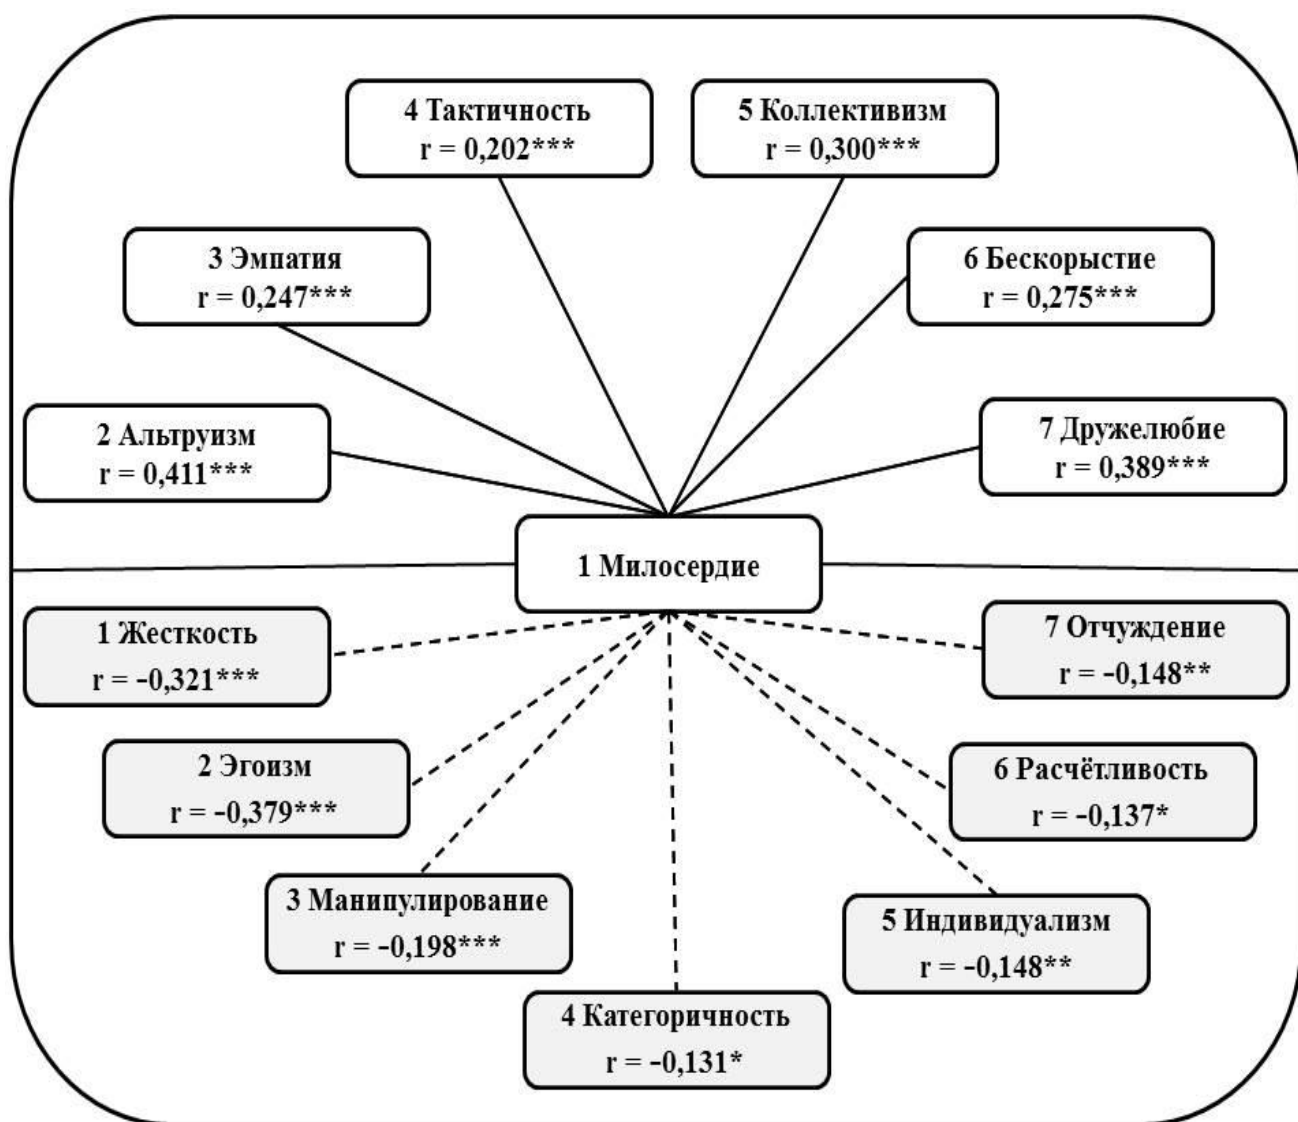 4 Тактичность
r = 0,202***
5 Коллективизм
r = 0,300***
3 Эмпатия
r = 0,247***
6 Бескорыстие
r = 0,275***
2 Альтруизм
r = 0,411***
7 Дружелюбие
r = 0,389***
1 Милосердие
1 Жесткость
r = -0,321***
7 Отчуждение
r = -0,148**
2 Эгоизм
r = -0,379***
6 Расчётливость
r = -0,137*
3 Манипулирование
r = -0,198***
5 Индивидуализм
r = -0,148**
4 Категоричность
r = -0,131*